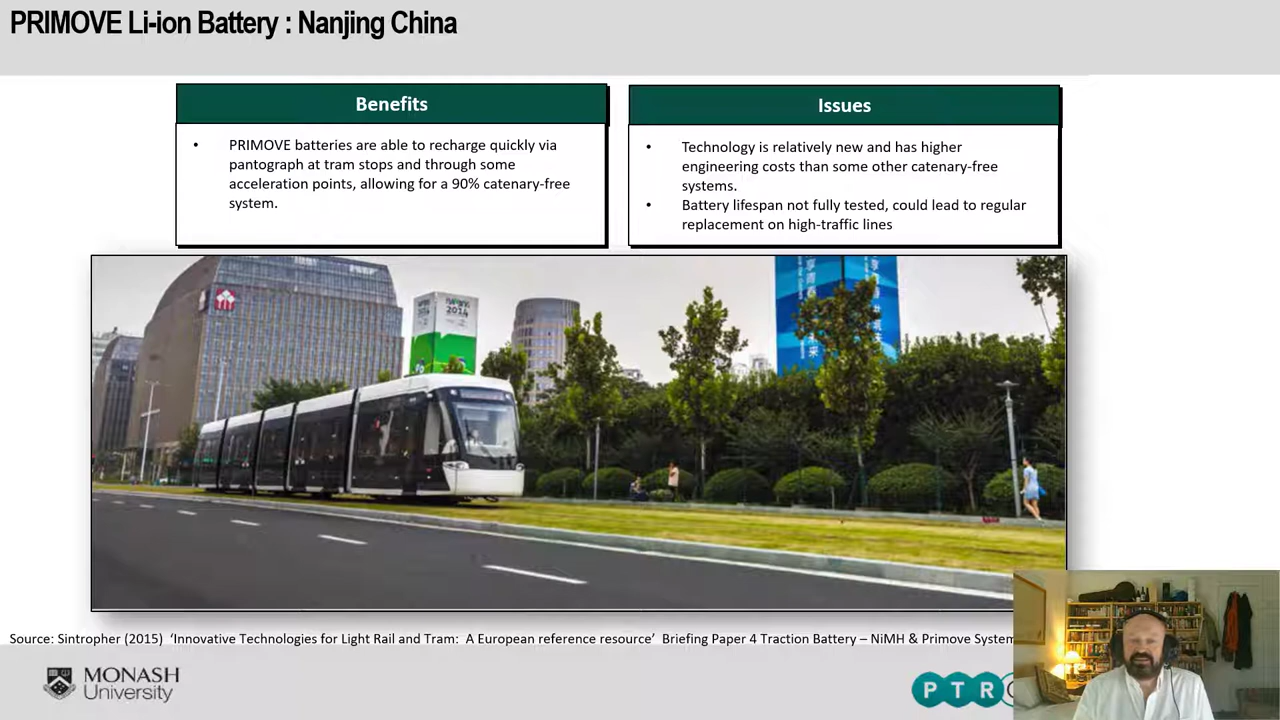 PRIMOVE Li-ion Battery : Nanjing China
Benefits
• PRIMOVE batteries are able to recharge quickly via
pantograph at tram stops and through some
acceleration points, allowing for a 90% catenary-free
system.
Issues
• Technology is relatively new and has higher
engineering costs than some other catenary-free
systems.
• Battery lifespan not fully tested, could lead to regular
replacement on high-traffic lines
2014
Source: Sintropher (2015) ‘Innovative Technologies for Light Rail and Tram: A European reference resource’ Briefing Paper 4 Traction Battery – NiMH & Primove System
MONASH
University
PTR